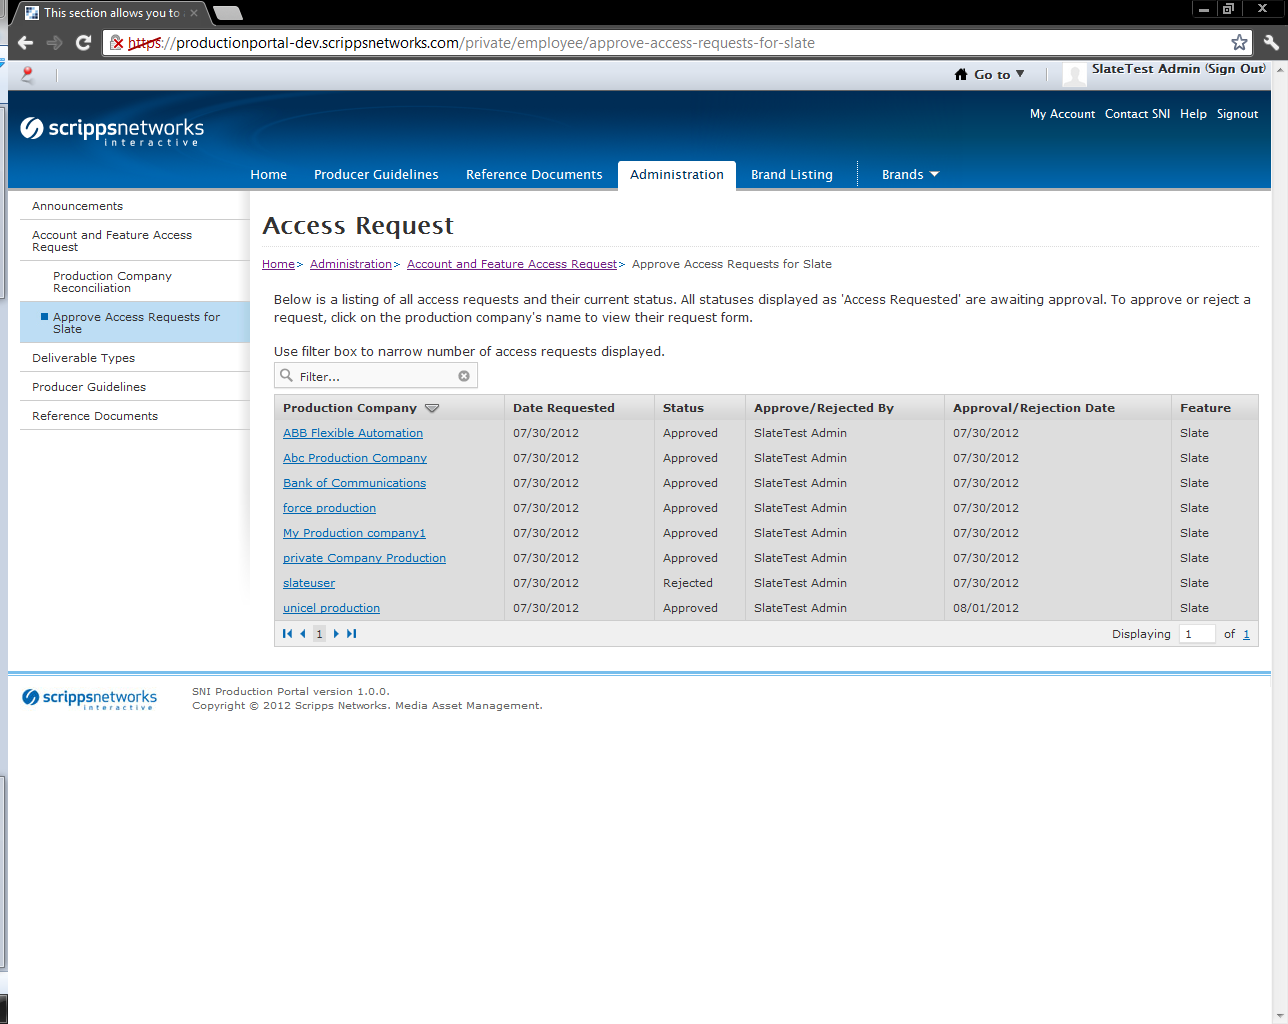 This section allows you to
https://productionportal-dev.scrippsnetworks.com/private/employee/approve-access-requests-for-slate
Go to
SlateTest Admin (Sign Out)
scrippsnetworks
interactive
My Account Contact SNI Help Signout
Home Producer Guidelines Reference Documents Administration Brand Listing Brands
Announcements
Account and Feature Access
Request
Production Company
Reconciliation
Approve Access Requests for
Slate
Deliverable Types
Producer Guidelines
Reference Documents
Access Request
Home> Administration> Account and Feature Access Request> Approve Access Requests for Slate
Below is a listing of all access requests and their current status. All statuses displayed as 'Access Requested' are awaiting approval. To approve or reject a
request, click on the production company's name to view their request form.
Use filter box to narrow number of access requests displayed.
Filter...
Production Company Date Requested Status Approve/Rejected By Approval/Rejection Date Feature
ABB Flexible Automation 07/30/2012 Approved SlateTest Admin 07/30/2012 Slate
Abc Production Company 07/30/2012 Approved SlateTest Admin 07/30/2012 Slate
Bank of Communications 07/30/2012 Approved SlateTest Admin 07/30/2012 Slate
force production 07/30/2012 Approved SlateTest Admin 07/30/2012 Slate
My Production company1 07/30/2012 Approved SlateTest Admin 07/30/2012 Slate
private Company Production 07/30/2012 Approved SlateTest Admin 07/30/2012 Slate
slateuser 07/30/2012 Rejected SlateTest Admin 07/30/2012 Slate
unicel production 07/30/2012 Approved SlateTest Admin 08/01/2012 Slate
1 Displaying 1 of 1
scrippsnetworks
interactive
SNI Production Portal version 1.0.0.
Copyright © 2012 Scripps Networks. Media Asset Management.